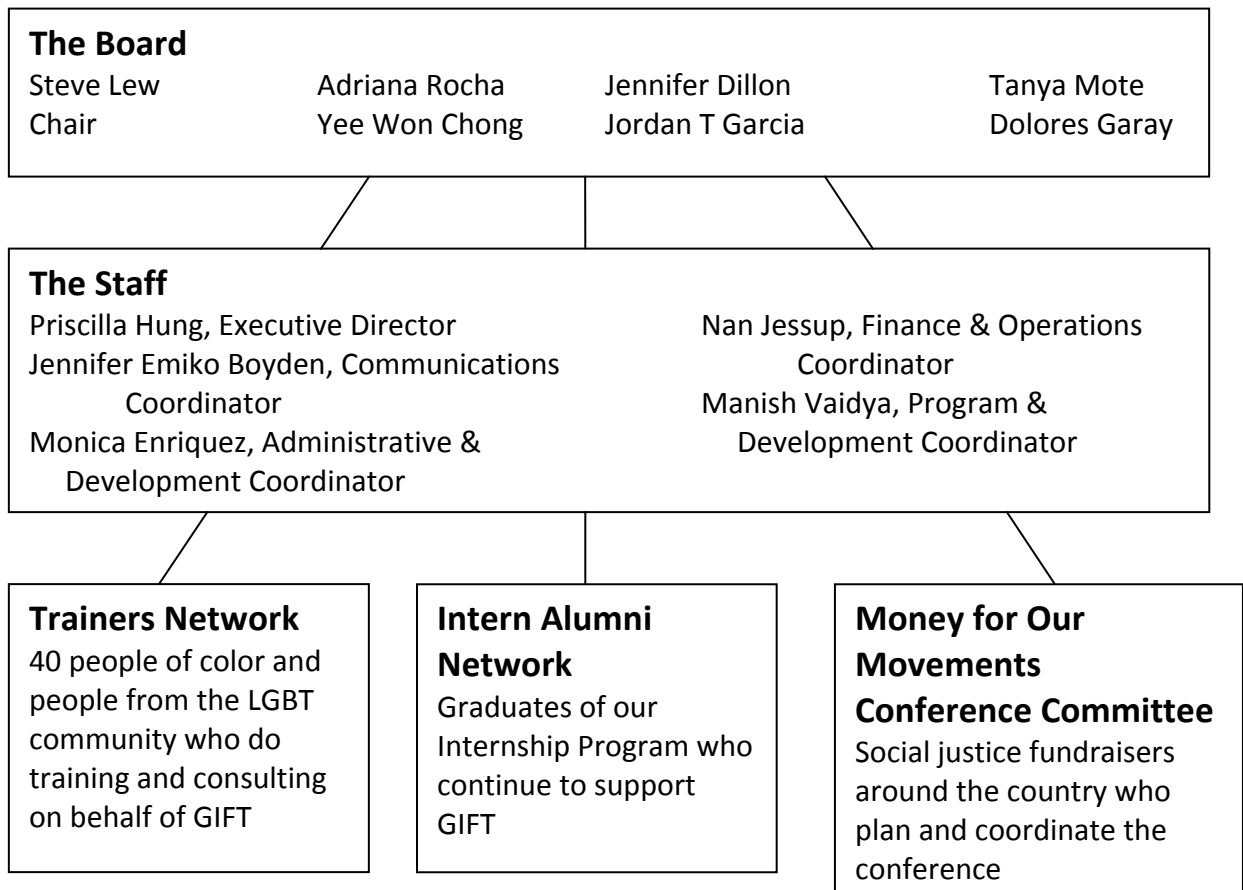 The Board
Steve Lew Adriana Rocha Jennifer Dillon Tanya Mote
Chair Yee Won Chong Jordan T Garcia Dolores Garay
The Staff
Priscilla Hung, Executive Director
Jennifer Emiko Boyden, Communications
Coordinator
Monica Enriquez, Administrative &
Development Coordinator
Nan Jessup, Finance & Operations
Coordinator
Manish Vaidya, Program &
Development Coordinator
Trainers Network
40 people of color and
people from the LGBT
community who do
training and consulting
on behalf of GIFT
Intern Alumni
Network
Graduates of our
Internship Program who
continue to support
GIFT
Money for Our
Movements
Conference Committee
Social justice fundraisers
around the country who
plan and coordinate the
conference